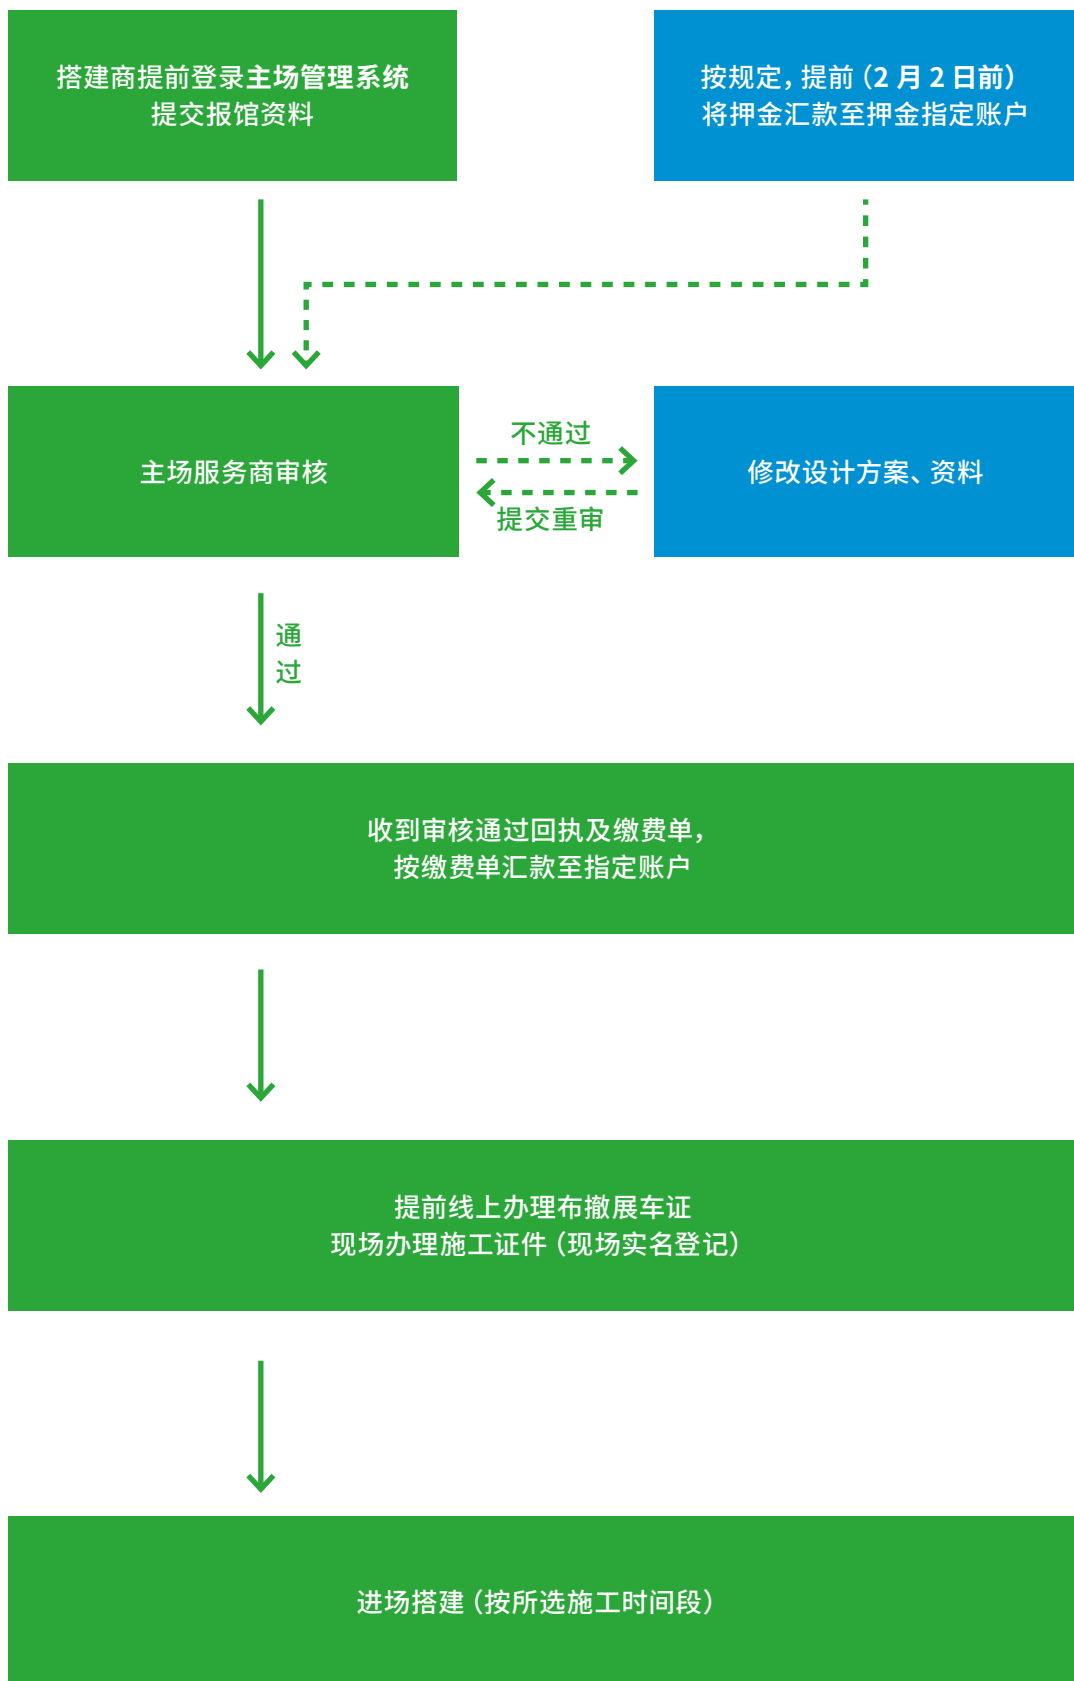 搭建商提前登录主场管理系统
提交报馆资料
按规定，提前（2 月 2 日前）
将押金汇款至押金指定账户
主场服务商审核
不通过
提交重审
修改设计方案、资料
通
过
收到审核通过回执及缴费单，
按缴费单汇款至指定账户
提前线上办理布撤展车证
现场办理施工证件（现场实名登记）
进场搭建（按所选施工时间段）